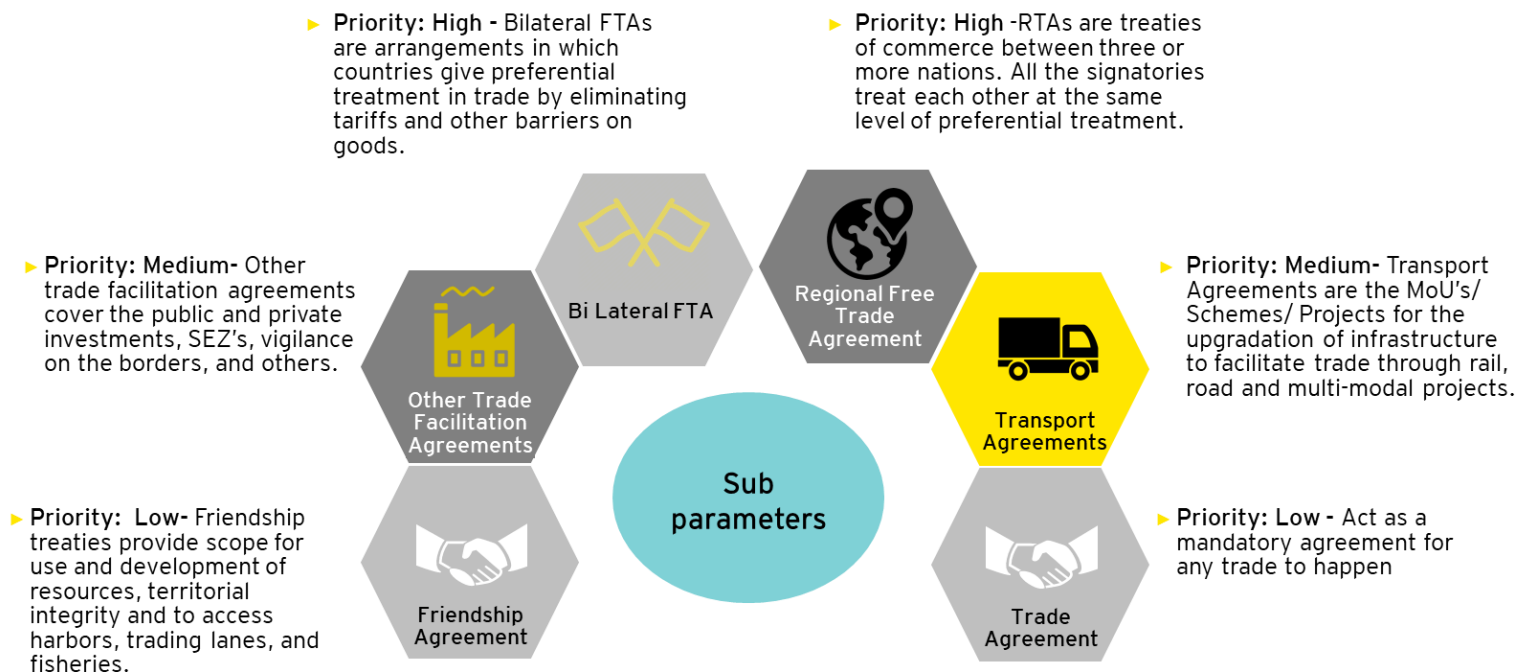 Priority: High - Bilateral FTAs
are arrangements in which
countries give preferential
treatment in trade by eliminating
tariffs and other barriers on
goods.
Priority: High -RTAs are treaties
of commerce between three or
more nations. All the signatories
treat each other at the same
level of preferential treatment.
Priority: Medium- Other
trade facilitation agreements
cover the public and private
investments, SEZ's, vigilance
on the borders, and others.
Bi Lateral FTA
Regional Free
Trade
Agreement
Priority: Medium- Transport
Agreements are the MoU's/
Schemes/ Projects for the
upgradation of infrastructure
to facilitate trade through rail,
road and multi-modal projects.
Other Trade
Facilitation
Agreements
Transport
Agreements
Sub
parameters
Priority: Low- Friendship
treaties provide scope for
use and development of
resources, territorial
integrity and to access
harbors, trading lanes, and
fisheries.
Friendship
Agreement
Trade
Agreement
Priority: Low - Act as a
mandatory agreement for
any trade to happen